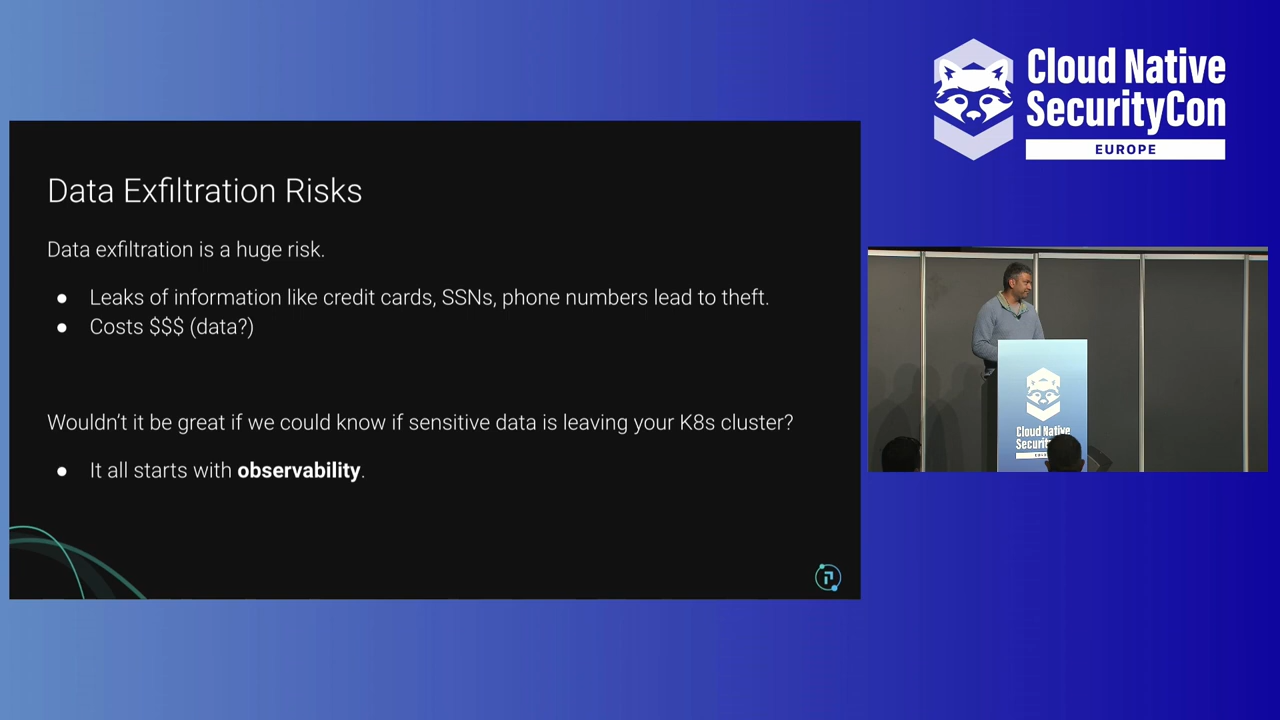 Cloud Native
SecurityCon
EUROPE
Data Exfiltration Risks
Data exfiltration is a huge risk.
● Leaks of information like credit cards, SSNs, phone numbers lead to theft.
● Costs $$$ (data?)
Wouldn't it be great if we could know if sensitive data is leaving your K8s cluster?
● It all starts with observability.
Cloud Native